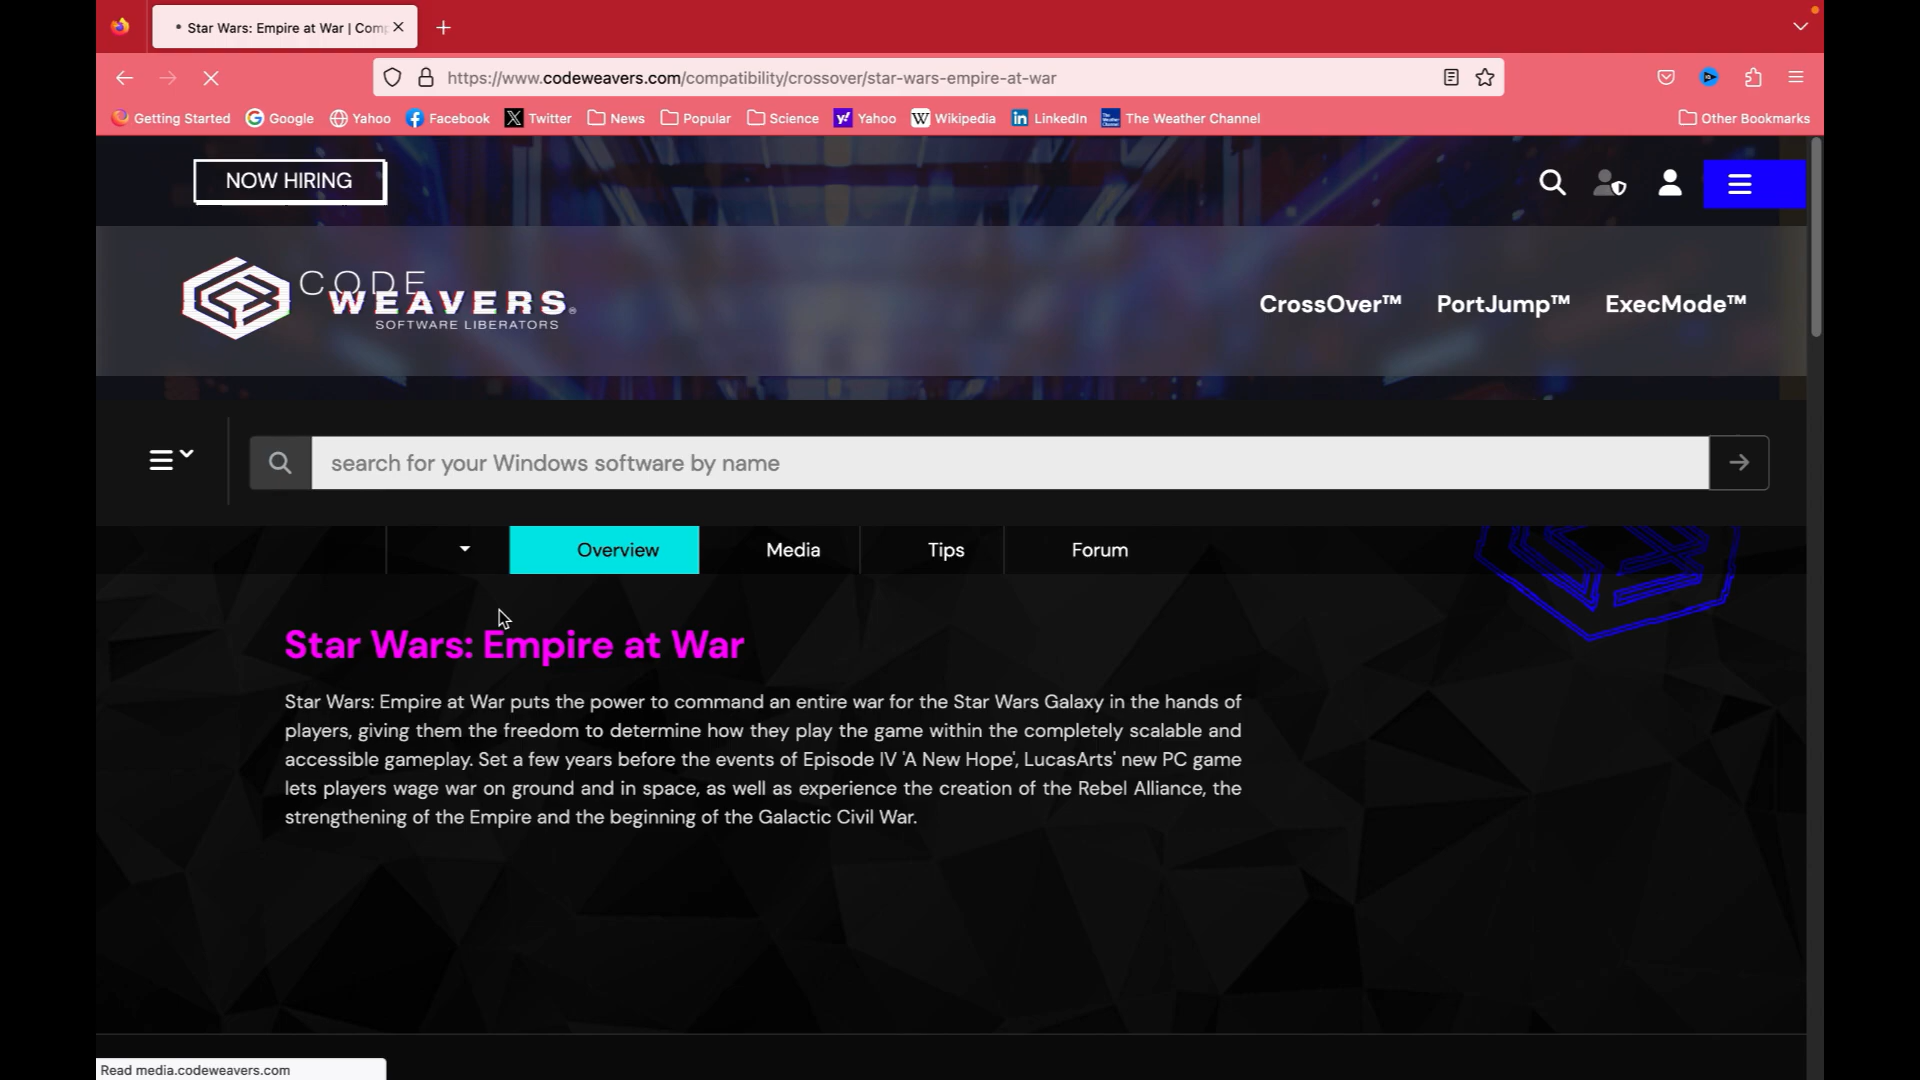 Star Wars: Empire at War | Comp
https://www.codeweavers.com/compatibility/crossover/star-wars-empire-at-war
Getting Started Google Yahoo Facebook Twitter News Popular Science Yahoo Wikipedia LinkedIn The Weather Channel Other Bookmarks
NOW HIRING
CODE
WEAVERS®
SOFTWARE LIBERATORS
CrossOver™ PortJump™ ExecMode™
search for your Windows software by name
Overview Media Tips Forum
Star Wars: Empire at War
Star Wars: Empire at War puts the power to command an entire war for the Star Wars Galaxy in the hands of
players, giving them the freedom to determine how they play the game within the completely scalable and
accessible gameplay. Set a few years before the events of Episode IV 'A New Hope', LucasArts' new PC game
lets players wage war on ground and in space, as well as experience the creation of the Rebel Alliance, the
strengthening of the Empire and the beginning of the Galactic Civil War.
Read media.codeweavers.com